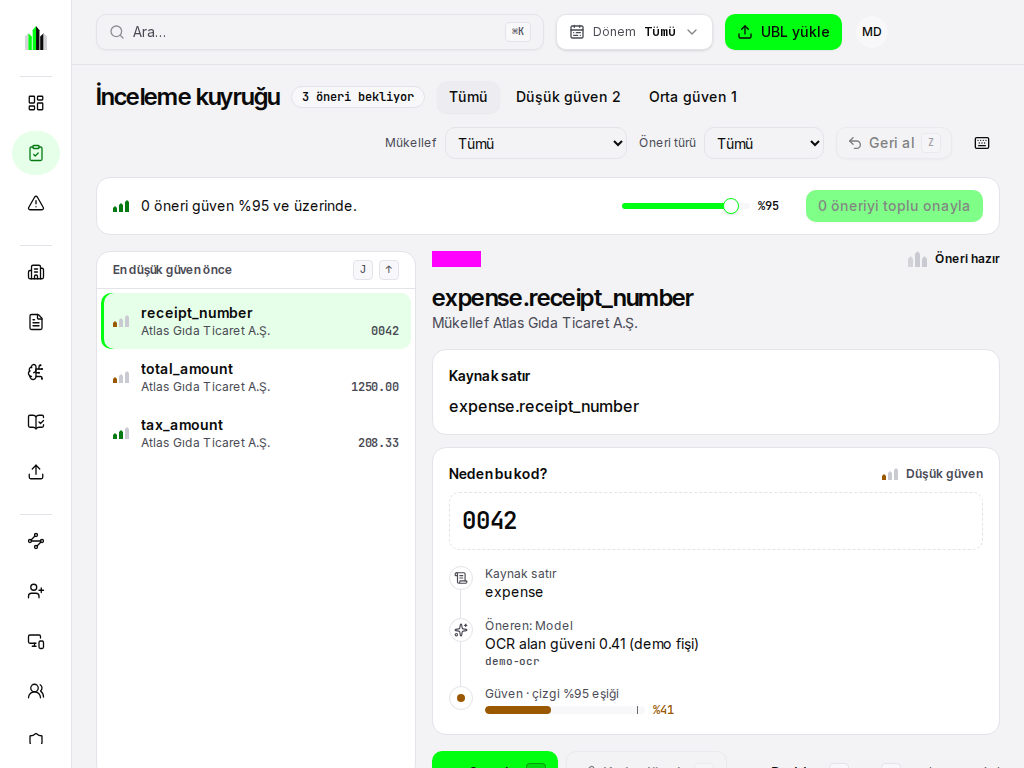 Ara…
⌘K
Dönem Tümü
UBL yükle
MD
İnceleme kuyruğu
3 öneri bekliyor
Tümü
Düşük güven 2
Orta güven 1
Mükellef Tümü
Öneri türü Tümü
Geri al Z
0 öneri güven %95 ve üzerinde.
%95
0 öneriyi toplu onayla
En düşük güven önce
J ↑
receipt_number
Atlas Gıda Ticaret A.Ş. 0042
total_amount
Atlas Gıda Ticaret A.Ş. 1250.00
tax_amount
Atlas Gıda Ticaret A.Ş. 208.33
Öneri hazır
expense.receipt_number
Mükellef Atlas Gıda Ticaret A.Ş.
Kaynak satır
expense.receipt_number
Neden bu kod?
Düşük güven
0042
Kaynak satır
expense
Öneren: Model
OCR alan güveni 0.41 (demo fişi)
demo-ocr
Güven · çizgi %95 eşiği
%41